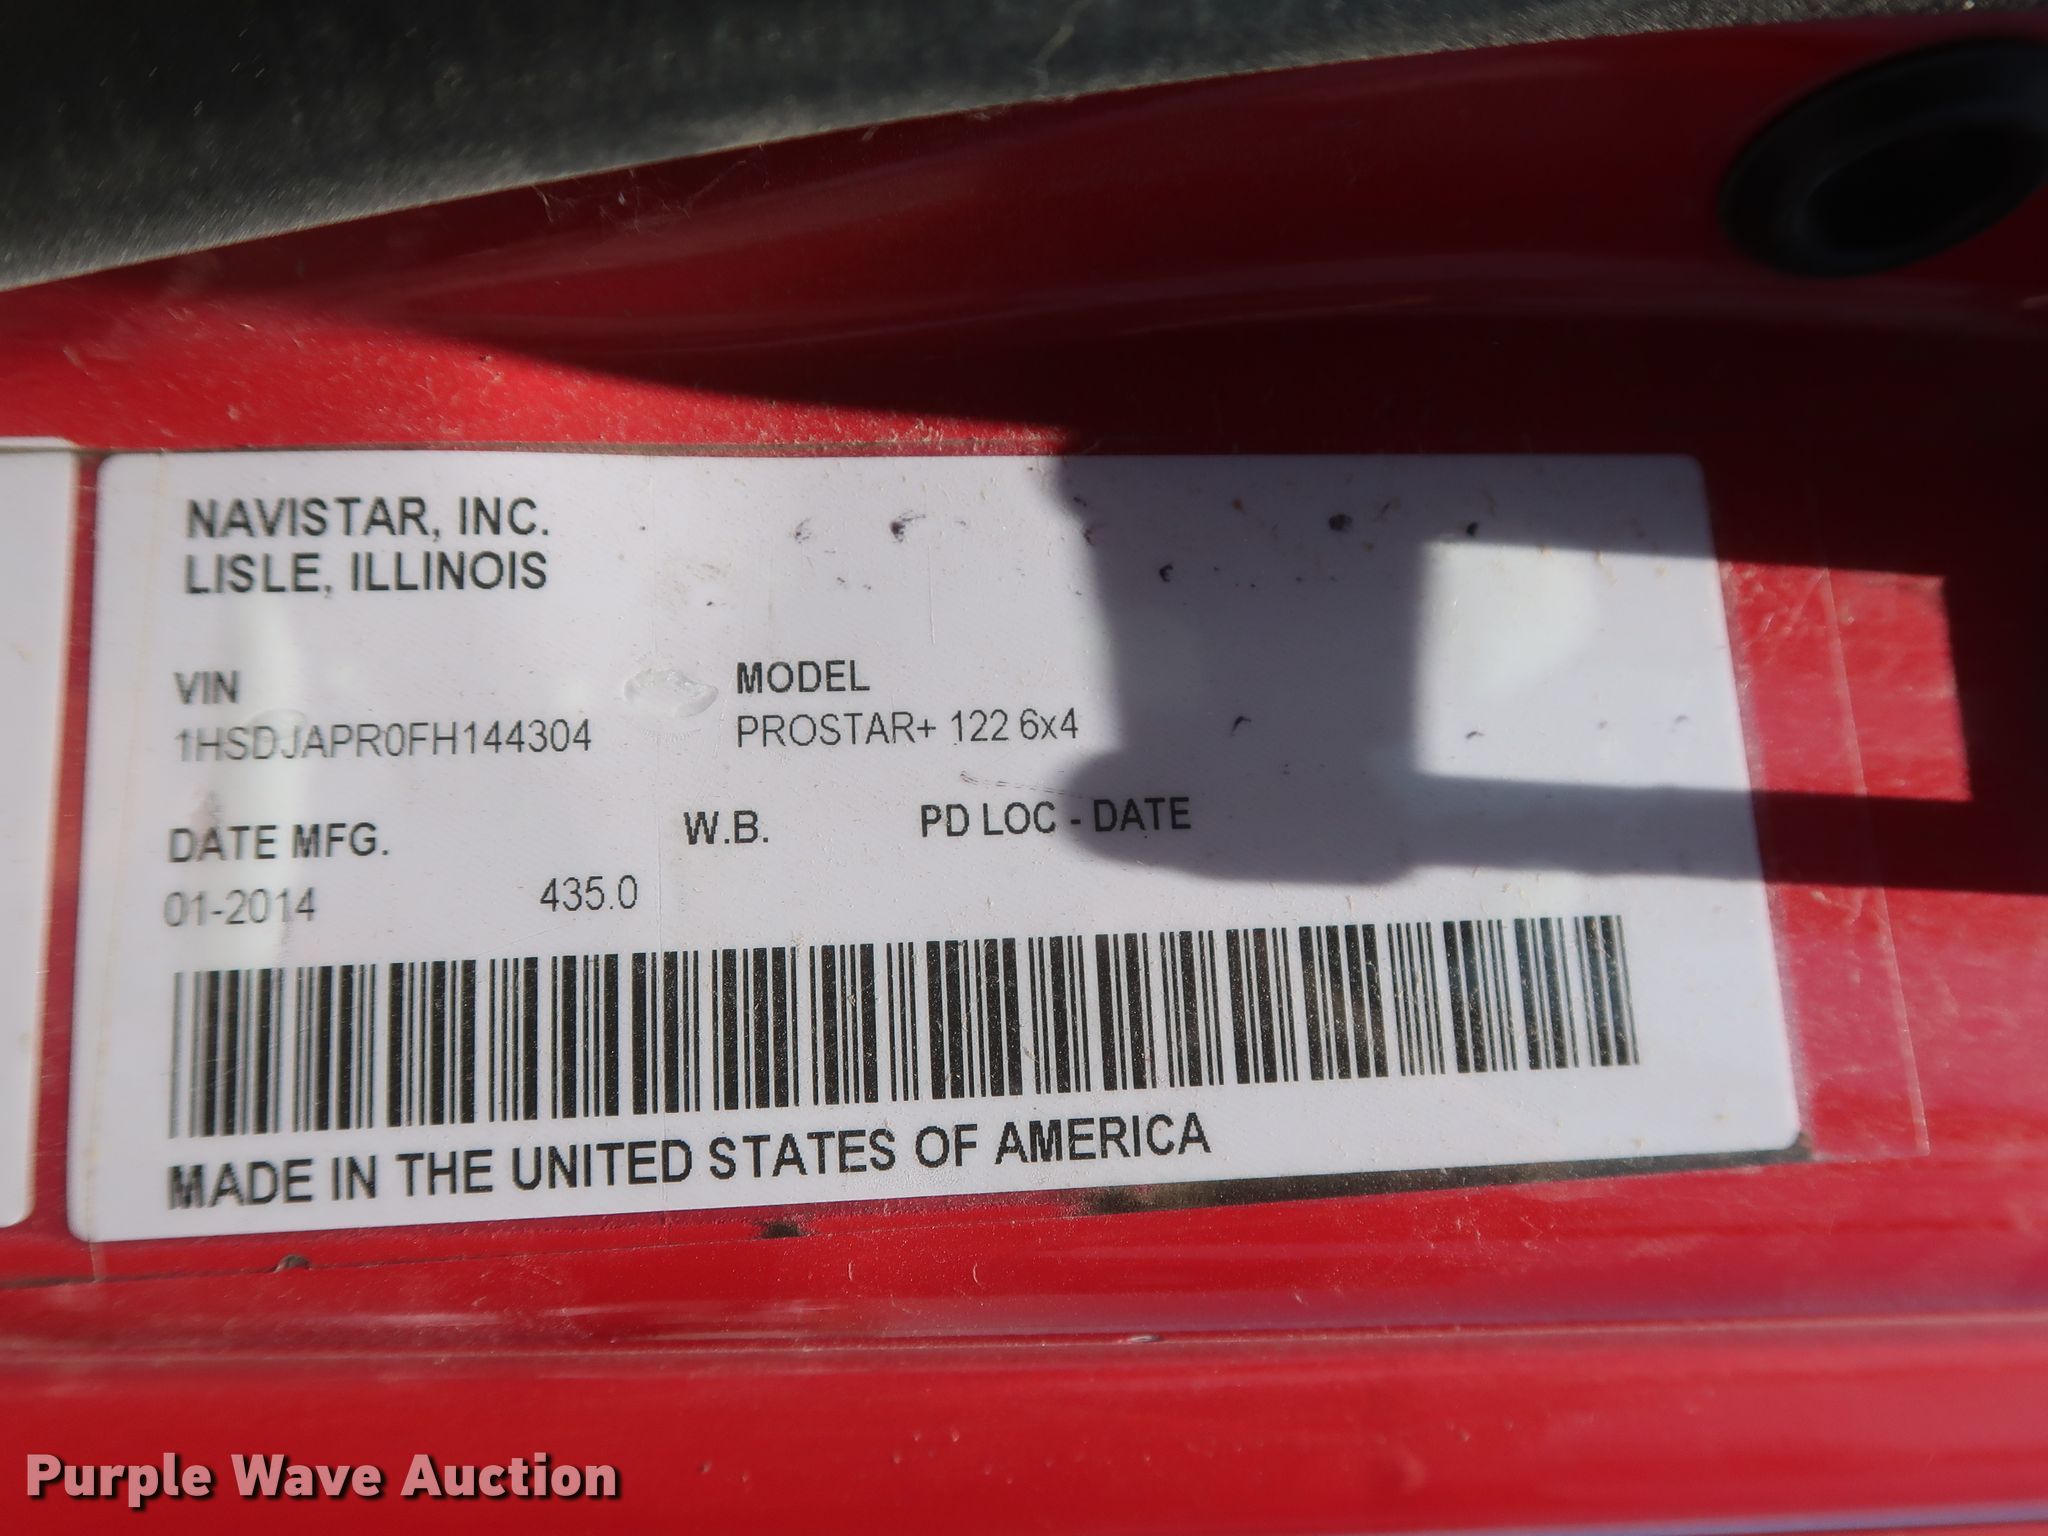 NAVISTAR, INC.
LISLE, ILLINOIS
VIN MODEL
1HSDJAPR0FH144304 PROSTAR+ 122 6x4
DATE MFG. W.B. PD LOC - DATE
01-2014 435.0
MADE IN THE UNITED STATES OF AMERICA
Purple Wave Auction